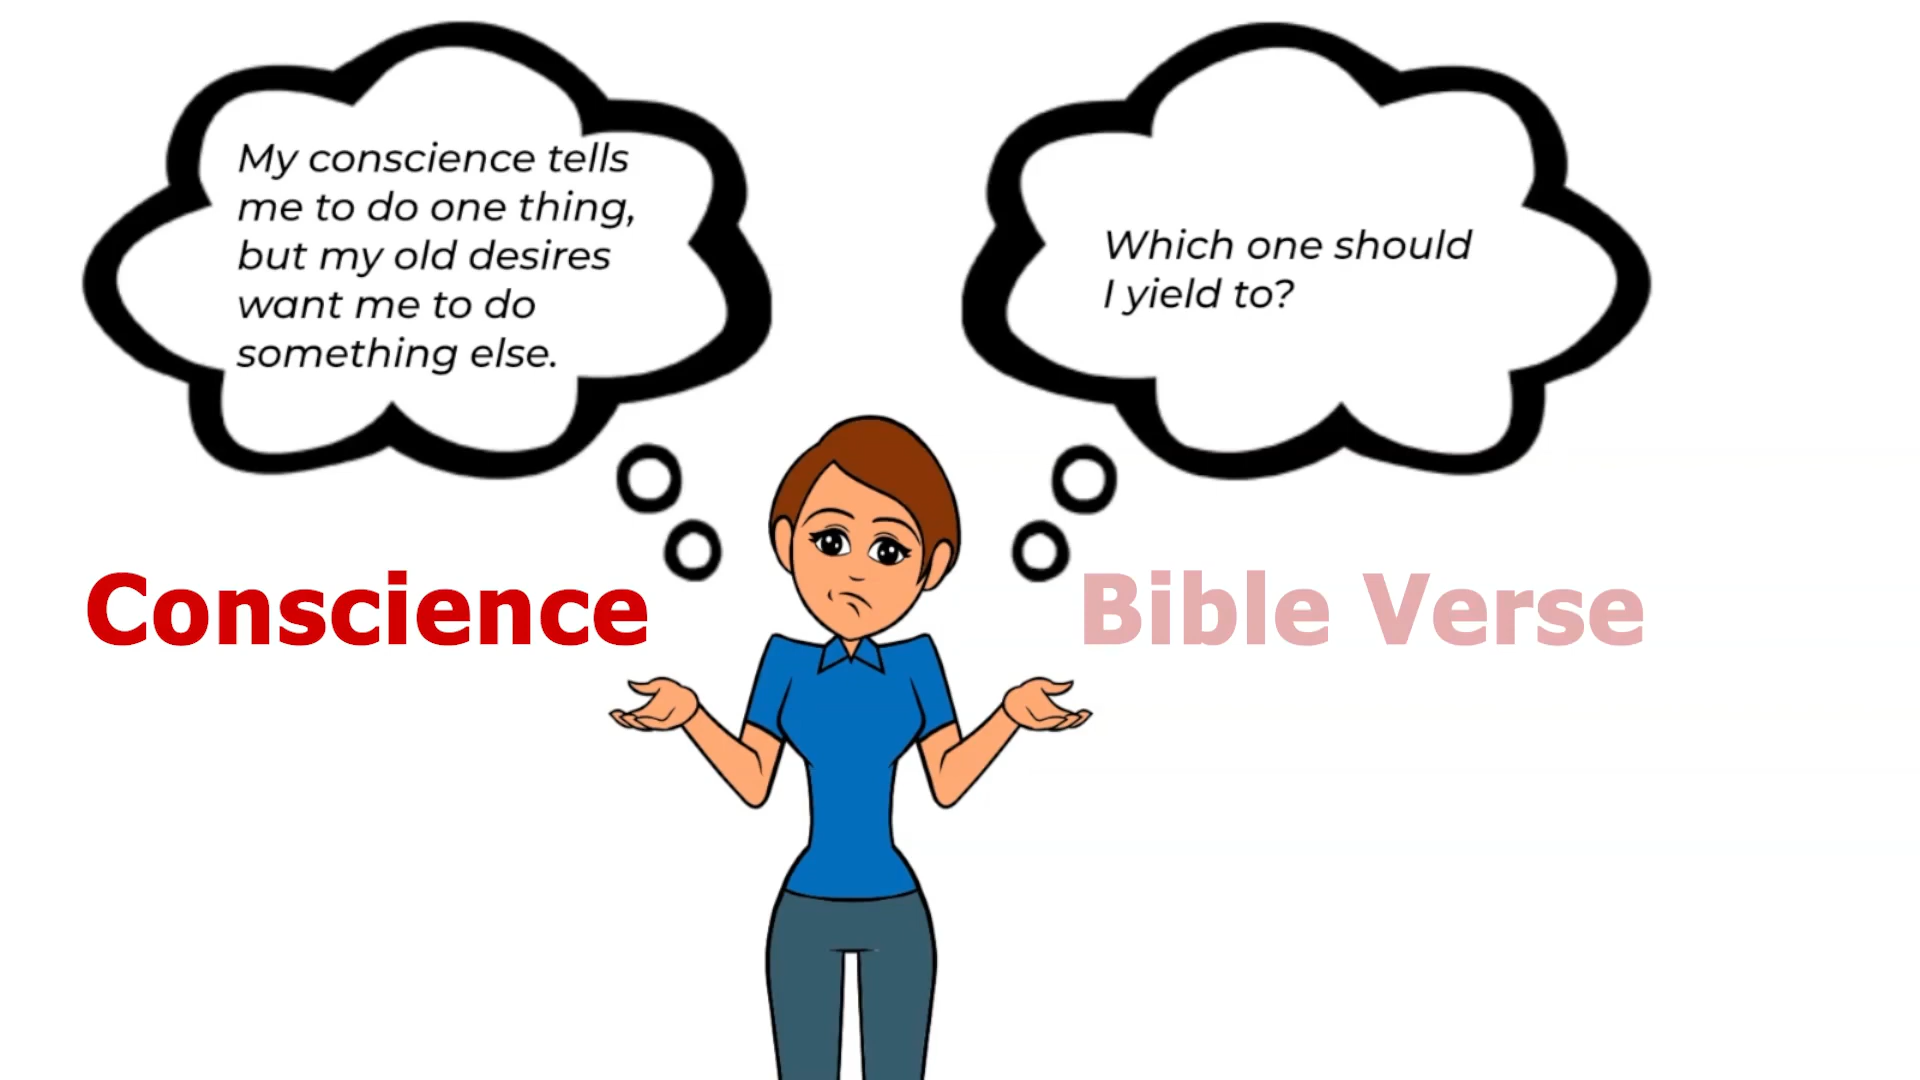 My conscience tells
me to do one thing,
but my old desires
want me to do
something else.
Which one should
I yield to?
Conscience
Bible Verse